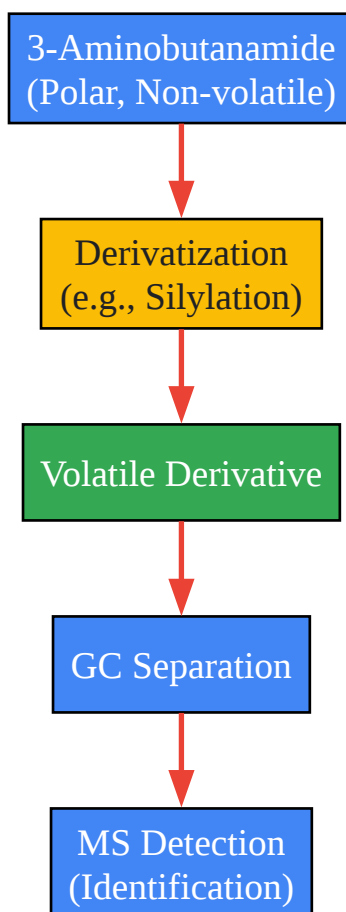 3-Aminobutanamide
(Polar, Non-volatile)
Derivatization
(e.g., Silylation)
Volatile Derivative
GC Separation
MS Detection
(Identification)